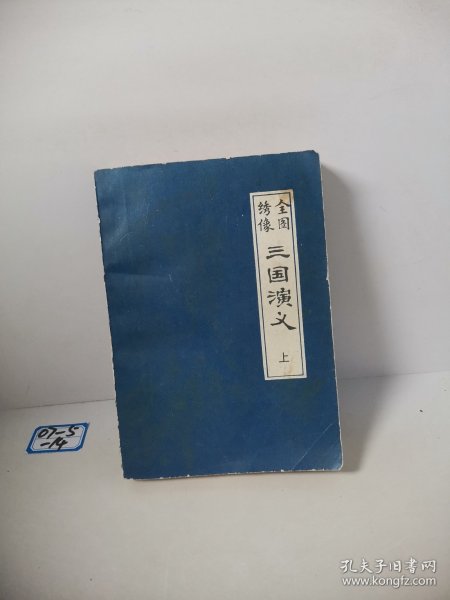 全图
绣像
三国演义
上
07-5
-14
孔夫子旧书网
www.kongfz.com